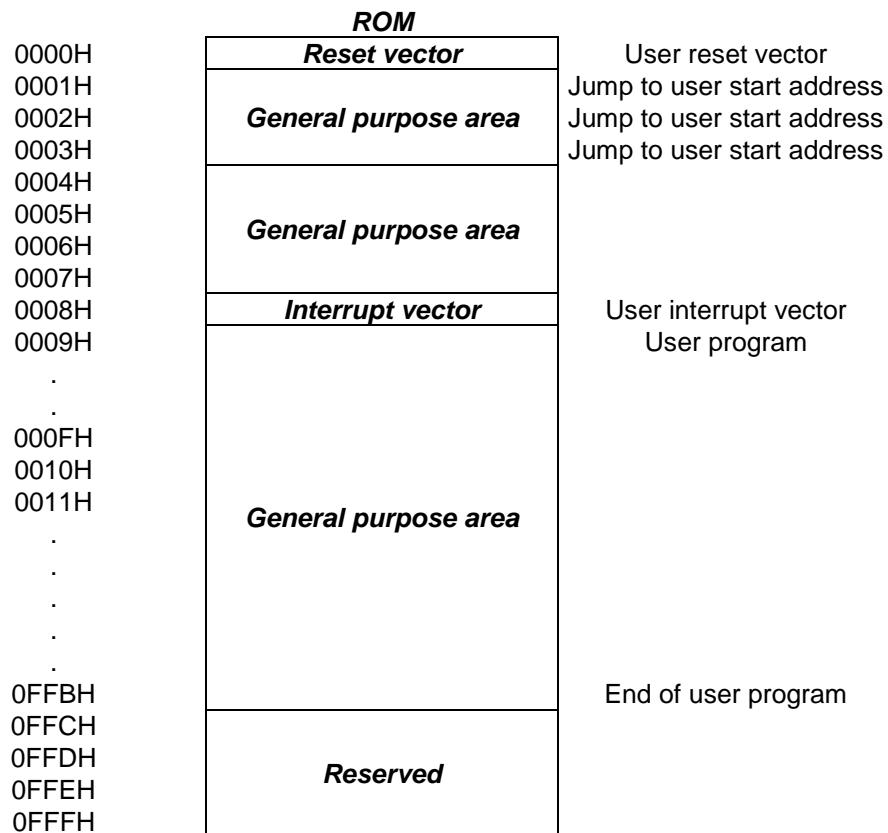 ROM
0000H Reset vector User reset vector
0001H Jump to user start address
0002H General purpose area Jump to user start address
0003H Jump to user start address
0004H
0005H
General purpose area
0006H
0007H
0008H Interrupt vector User interrupt vector
0009H User program
.
.
000FH
0010H
0011H
General purpose area
.
.
.
.
.
0FFBH End of user program
0FFCH
0FFDH
Reserved
0FFEH
0FFFH